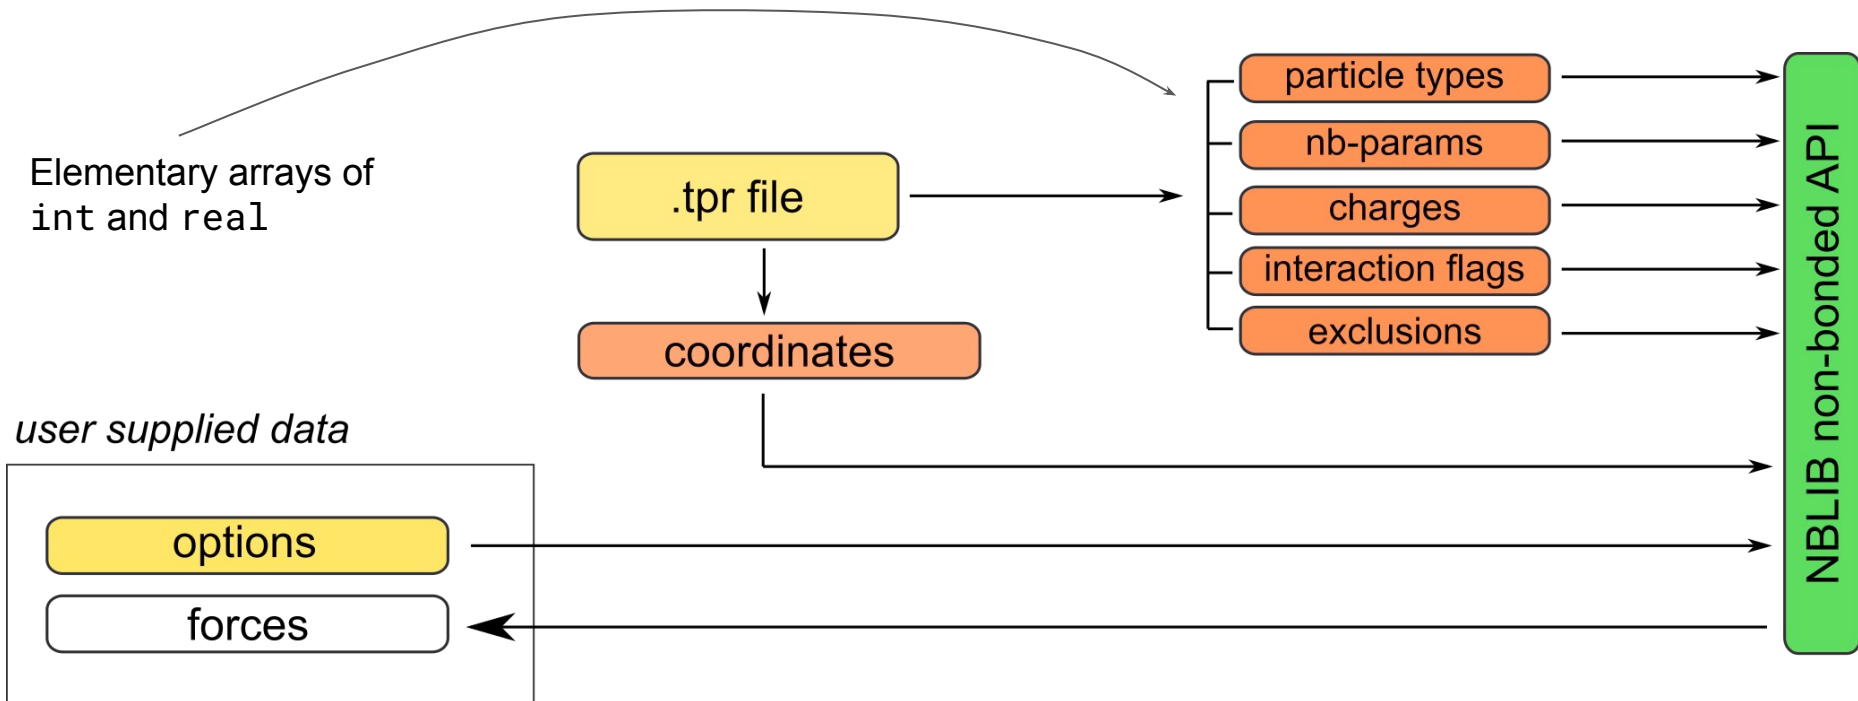 Elementary arrays of
int and real
.tpr file
coordinates
particle types
nb-params
charges
interaction flags
exclusions
NBLIB non-bonded API
user supplied data
options
forces